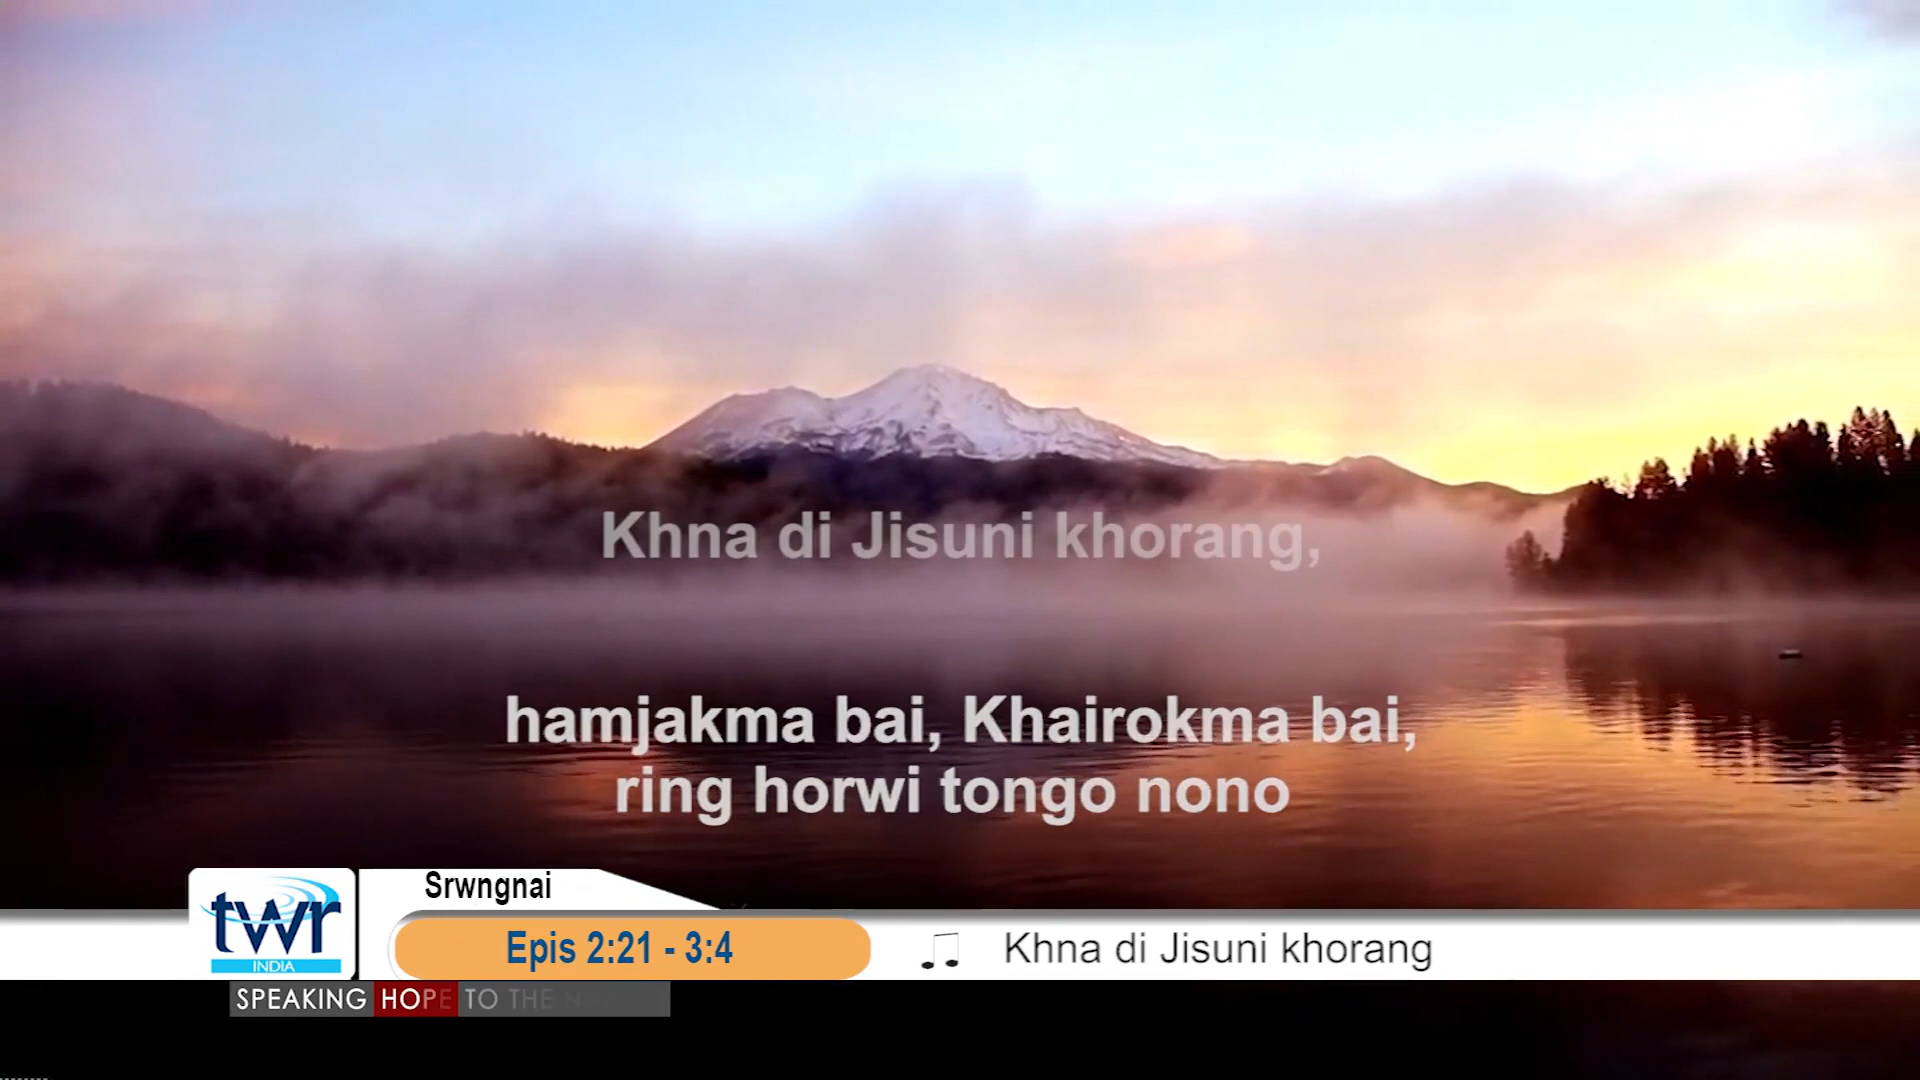 Khna di Jisuni khorang,
hamjakma bai, Khairokma bai,
ring horwi tongo nono
Srwngnai
twr
INDIA
Epis 2:21 - 3:4
Khna di Jisuni khorang
SPEAKING HOPE TO THE